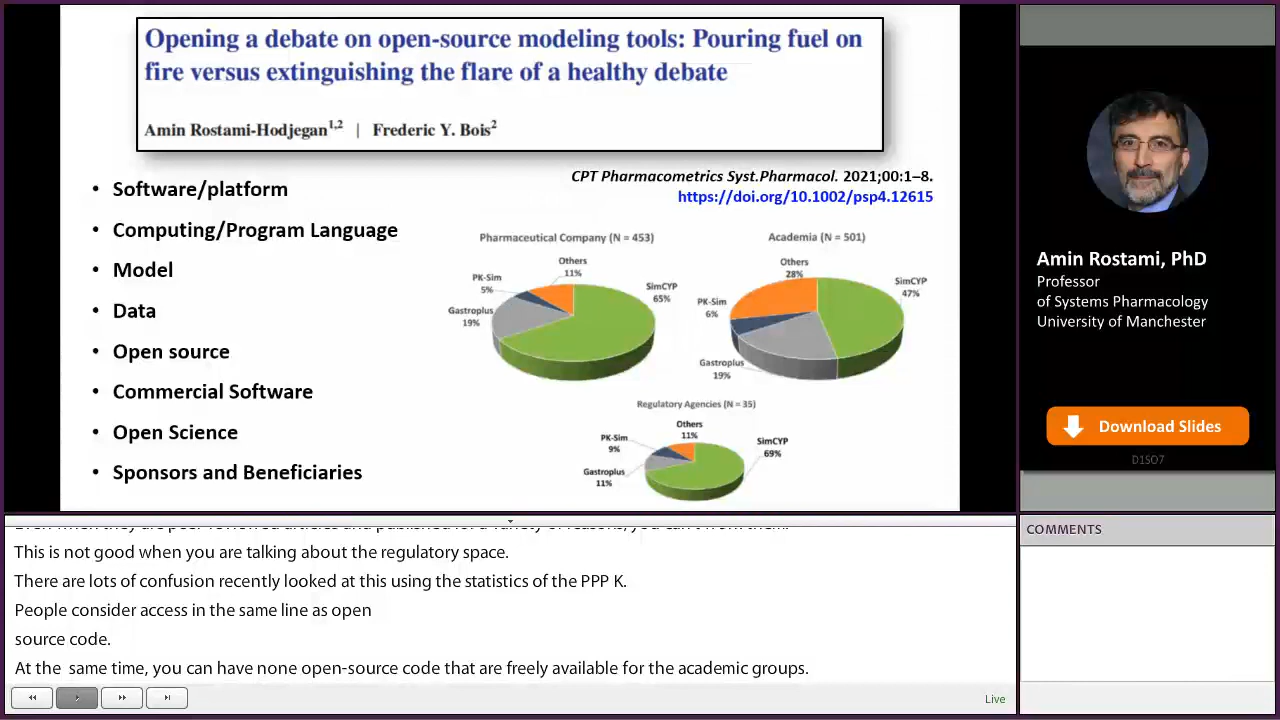 Opening a debate on open-source modeling tools: Pouring fuel on
fire versus extinguishing the flare of a healthy debate
Amin Rostami-Hodjegan1,2 | Frederic Y. Bois2
• Software/platform
• Computing/Program Language
• Model
• Data
• Open source
• Commercial Software
• Open Science
• Sponsors and Beneficiaries
CPT Pharmacometrics Syst.Pharmacol. 2021;00:1–8.
https://doi.org/10.1002/psp4.12615
Pharmaceutical Company (N = 453)
Others
11%
PK-Sim
5%
SimCYP
65%
Gastroplus
19%
Academia (N = 501)
Others
28%
SimCYP
47%
PK-Sim
6%
Gastroplus
19%
Regulatory Agencies (N = 35)
Others
11%
PK-Sim
9%
SimCYP
69%
Gastroplus
11%
Amin Rostami, PhD
Professor
of Systems Pharmacology
University of Manchester
Download Slides
D1SO7
This is not good when you are talking about the regulatory space.
There are lots of confusion recently looked at this using the statistics of the PPP K.
People consider access in the same line as open
source code.
At the same time, you can have none open-source code that are freely available for the academic groups.
Live
COMMENTS